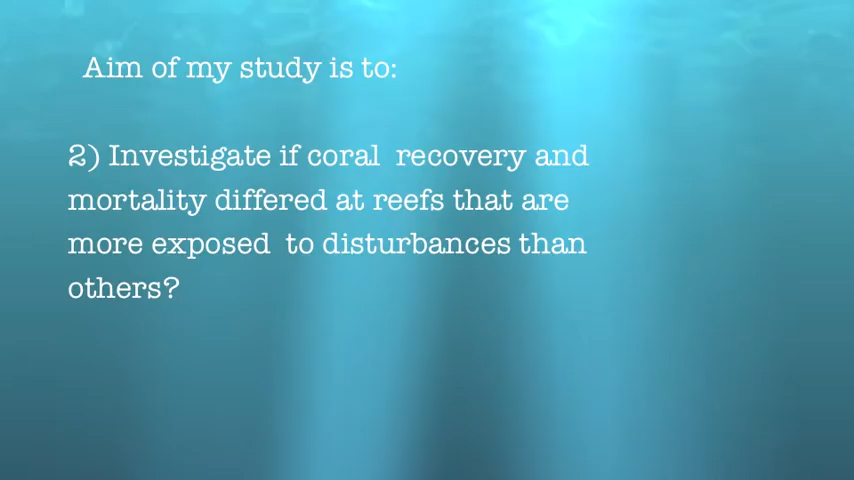 Aim of my study is to:
2) Investigate if coral recovery and
mortality differed at reefs that are
more exposed to disturbances than
others?